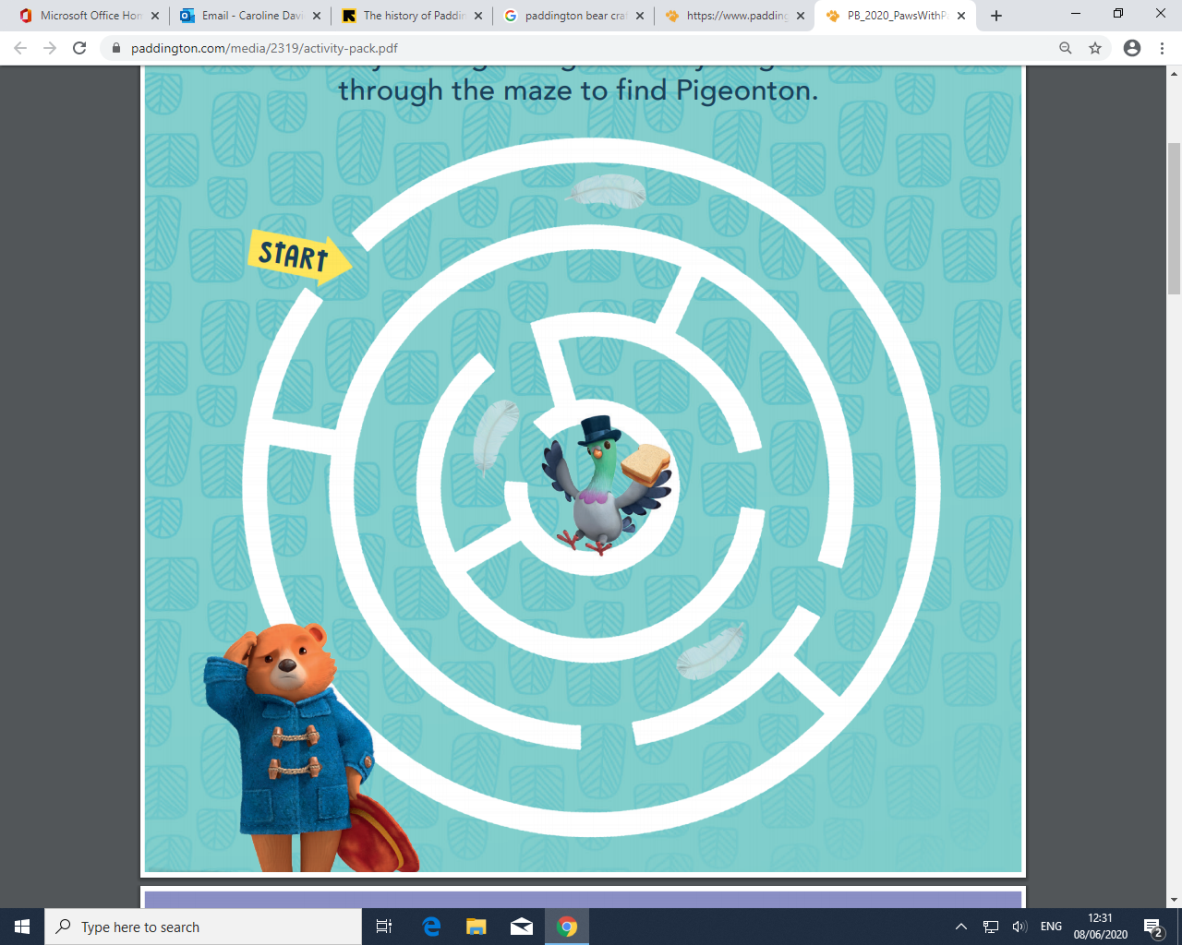 Microsoft Office Hom
Email - Caroline Davi
The history of Paddin
paddington bear cra
https://www.padding
PB_2020_PawsWithP
paddington.com/media/2319/activity-pack.pdf
through the maze to find Pigeonton.
START
Type here to search
ENG
12:31
08/06/2020
2